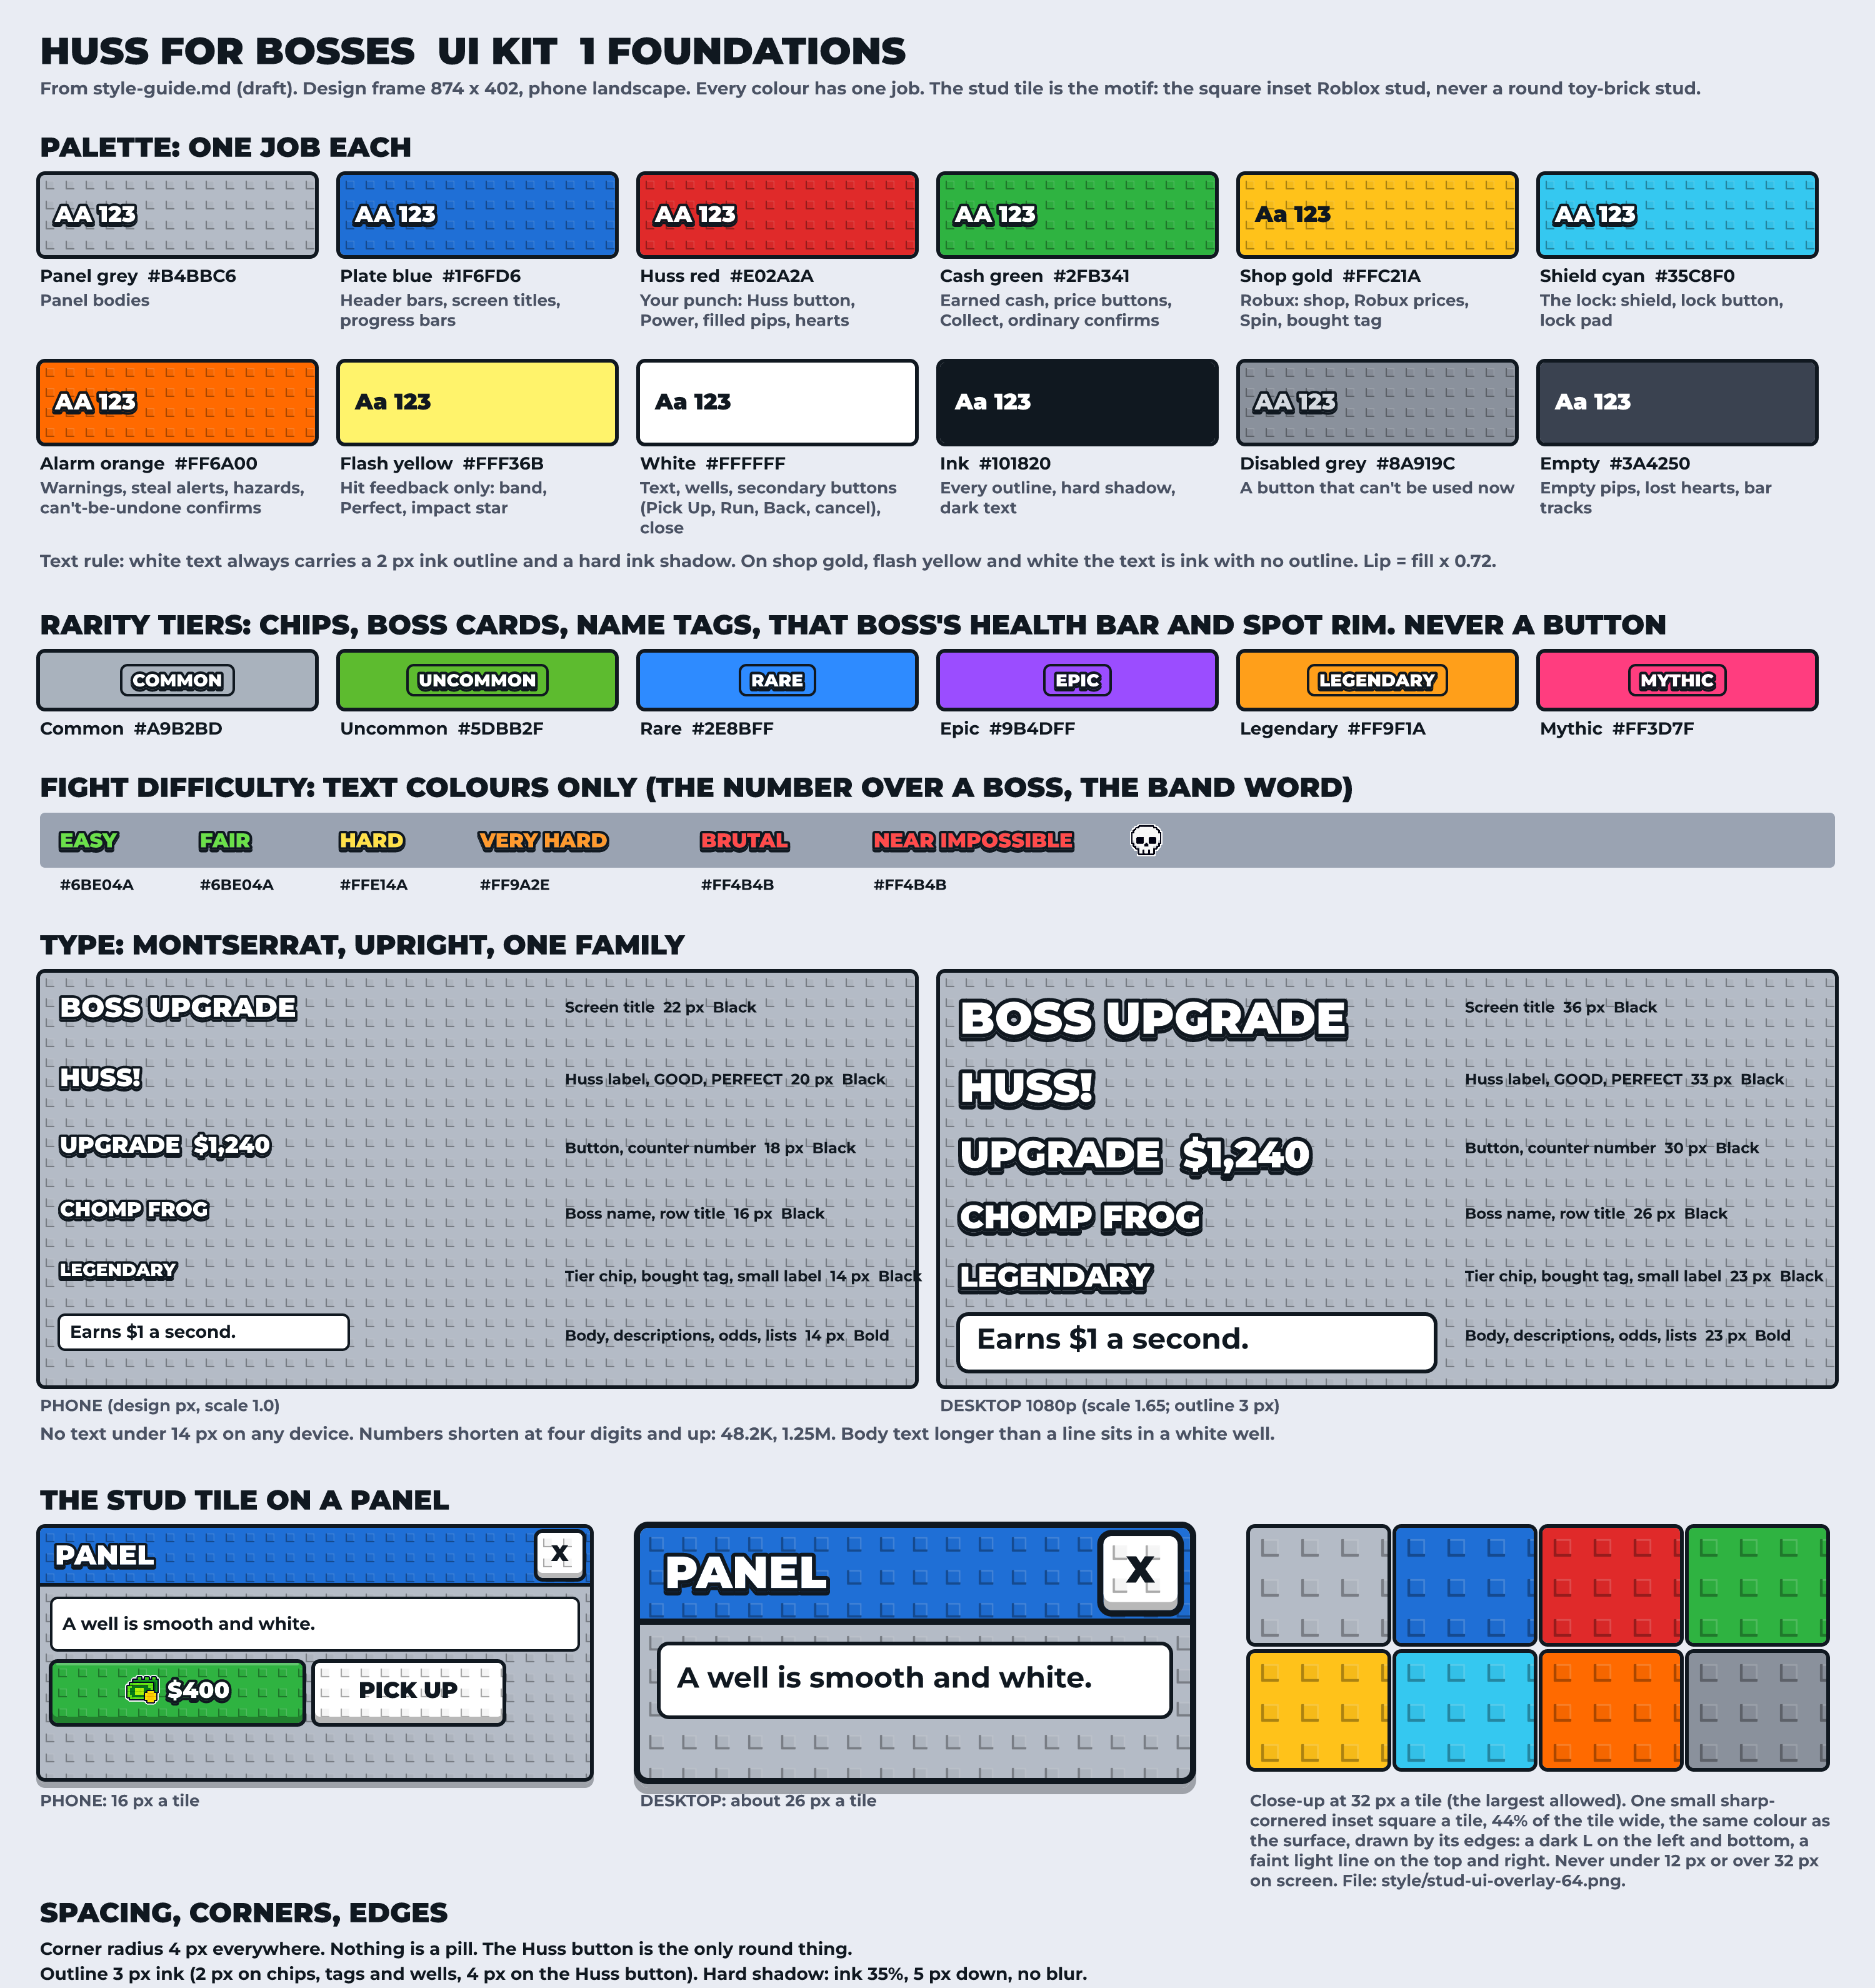 HUSS FOR BOSSES UI KIT 1 FOUNDATIONS
From style-guide.md (draft). Design frame 874 x 402, phone landscape. Every colour has one job. The stud tile is the motif: the square inset Roblox stud, never a round toy-brick stud.
PALETTE: ONE JOB EACH
AA 123
AA 123
AA 123
AA 123
Aa 123
AA 123
Panel grey #B4BBC6
Panel bodies
Plate blue #1F6FD6
Header bars, screen titles,
progress bars
Huss red #E02A2A
Your punch: Huss button,
Power, filled pips, hearts
Cash green #2FB341
Earned cash, price buttons,
Collect, ordinary confirms
Shop gold #FFC21A
Robux: shop, Robux prices,
Spin, bought tag
Shield cyan #35C8F0
The lock: shield, lock button,
lock pad
AA 123
Aa 123
Aa 123
Aa 123
AA 123
Aa 123
Alarm orange #FF6A00
Warnings, steal alerts, hazards,
can't-be-undone confirms
Flash yellow #FFF36B
Hit feedback only: band,
Perfect, impact star
White #FFFFFF
Text, wells, secondary buttons
(Pick Up, Run, Back, cancel),
close
Ink #101820
Every outline, hard shadow,
dark text
Disabled grey #8A919C
A button that can't be used now
Empty #3A4250
Empty pips, lost hearts, bar
tracks
Text rule: white text always carries a 2 px ink outline and a hard ink shadow. On shop gold, flash yellow and white the text is ink with no outline. Lip = fill x 0.72.
RARITY TIERS: CHIPS, BOSS CARDS, NAME TAGS, THAT BOSS'S HEALTH BAR AND SPOT RIM. NEVER A BUTTON
COMMON
UNCOMMON
RARE
EPIC
LEGENDARY
MYTHIC
Common #A9B2BD
Uncommon #5DBB2F
Rare #2E8BFF
Epic #9B4DFF
Legendary #FF9F1A
Mythic #FF3D7F
FIGHT DIFFICULTY: TEXT COLOURS ONLY (THE NUMBER OVER A BOSS, THE BAND WORD)
EASY
FAIR
HARD
VERY HARD
BRUTAL
NEAR IMPOSSIBLE
#6BE04A
#6BE04A
#FFE14A
#FF9A2E
#FF4B4B
#FF4B4B
TYPE: MONTSERRAT, UPRIGHT, ONE FAMILY
BOSS UPGRADE
Screen title 22 px Black
HUSS!
Huss label, GOOD, PERFECT 20 px Black
UPGRADE $1,240
Button, counter number 18 px Black
CHOMP FROG
Boss name, row title 16 px Black
LEGENDARY
Tier chip, bought tag, small label 14 px Black
Earns $1 a second.
Body, descriptions, odds, lists 14 px Bold
BOSS UPGRADE
Screen title 36 px Black
HUSS!
Huss label, GOOD, PERFECT 33 px Black
UPGRADE $1,240
Button, counter number 30 px Black
CHOMP FROG
Boss name, row title 26 px Black
LEGENDARY
Tier chip, bought tag, small label 23 px Black
Earns $1 a second.
Body, descriptions, odds, lists 23 px Bold
PHONE (design px, scale 1.0)
DESKTOP 1080p (scale 1.65; outline 3 px)
No text under 14 px on any device. Numbers shorten at four digits and up: 48.2K, 1.25M. Body text longer than a line sits in a white well.
THE STUD TILE ON A PANEL
PANEL
X
A well is smooth and white.
$400
PICK UP
PHONE: 16 px a tile
PANEL
X
A well is smooth and white.
DESKTOP: about 26 px a tile
Close-up at 32 px a tile (the largest allowed). One small sharp-
cornered inset square a tile, 44% of the tile wide, the same colour as
the surface, drawn by its edges: a dark L on the left and bottom, a
faint light line on the top and right. Never under 12 px or over 32 px
on screen. File: style/stud-ui-overlay-64.png.
SPACING, CORNERS, EDGES
Corner radius 4 px everywhere. Nothing is a pill. The Huss button is the only round thing.
Outline 3 px ink (2 px on chips, tags and wells, 4 px on the Huss button). Hard shadow: ink 35%, 5 px down, no blur.